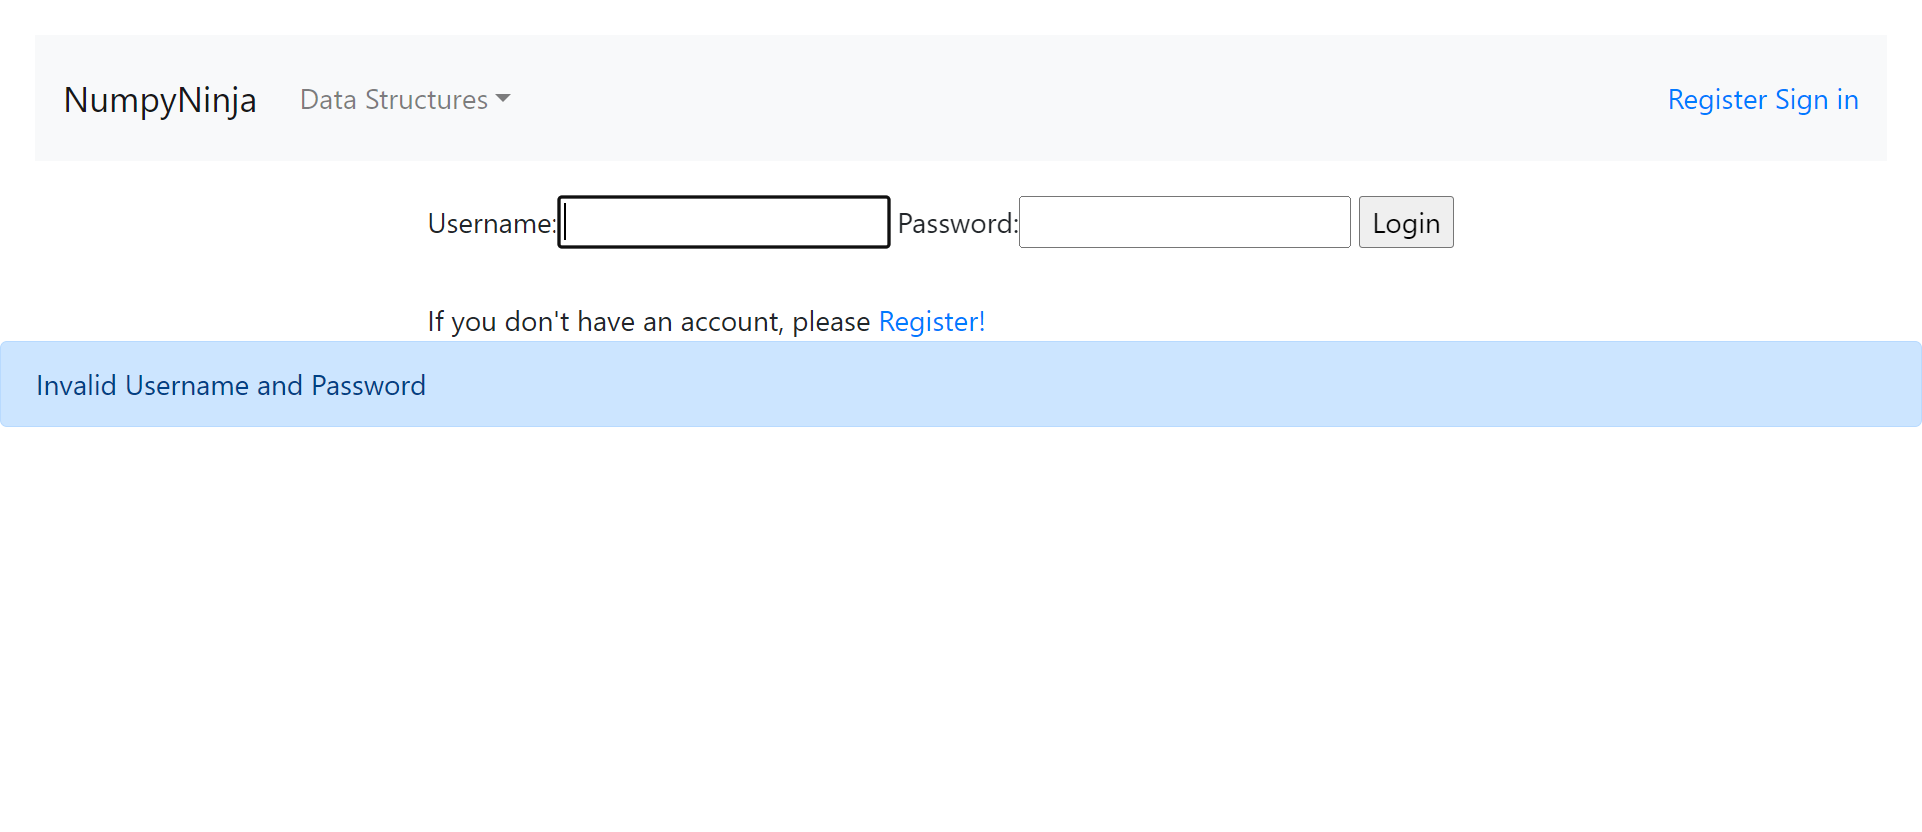 NumpyNinja Data Structures Register Sign in
Username: Password: Login
If you don't have an account, please Register!
Invalid Username and Password